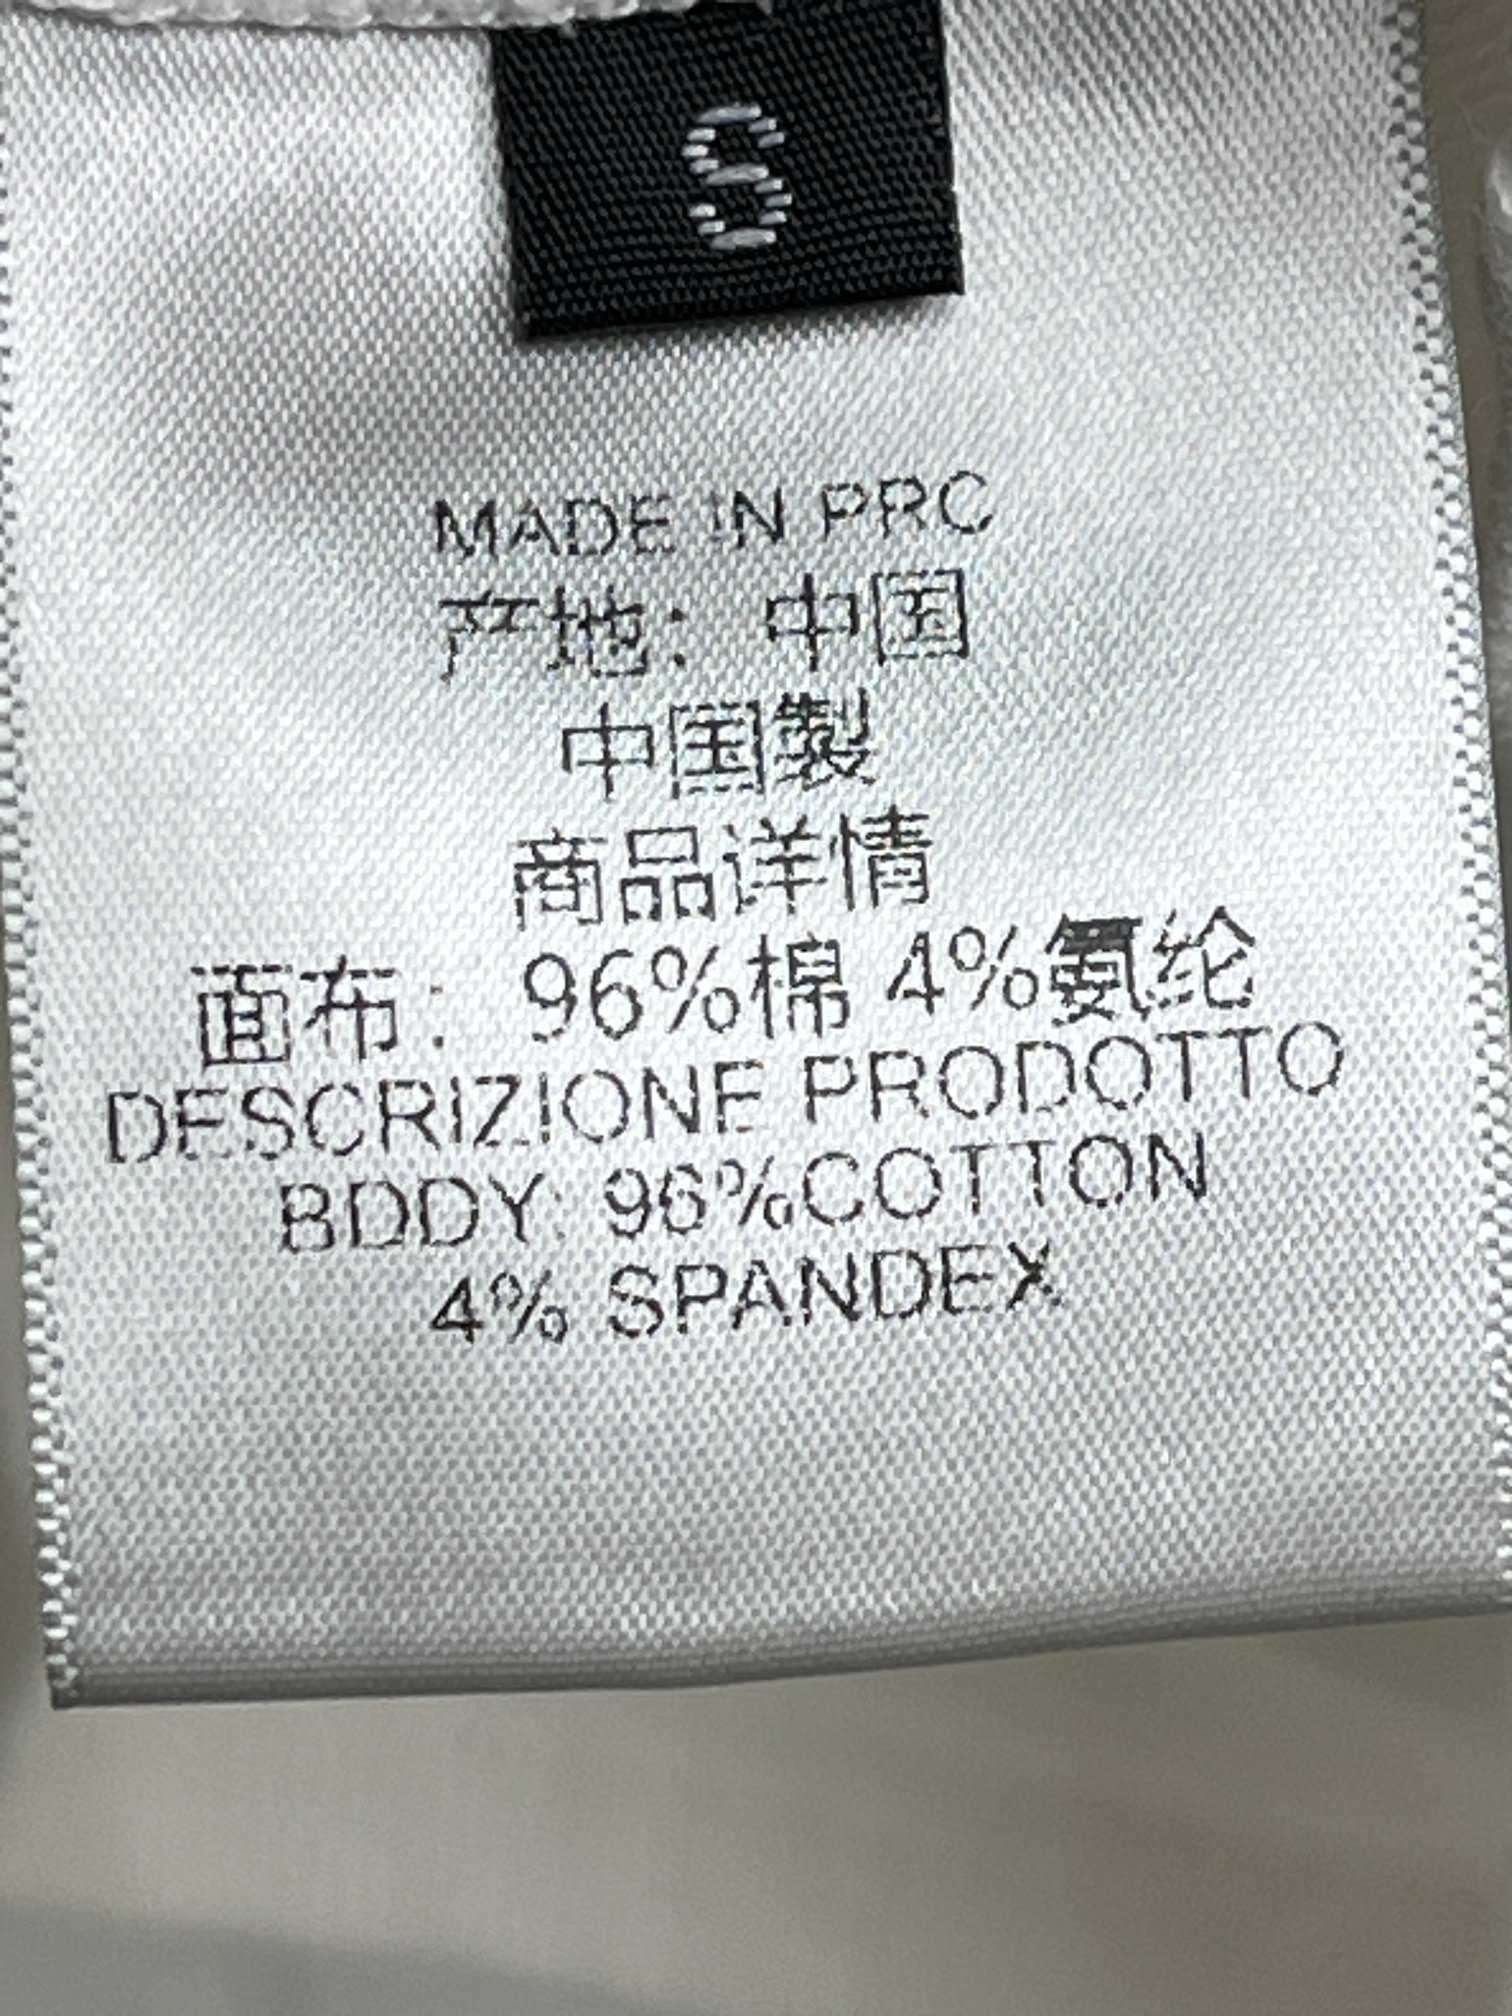 S
MADE IN PRC
产地：中国
中国製
商品详情
面布：96%棉 4%氨纶
DESCRIZIONE PRODOTTO
BODY: 96%COTTON
4% SPANDEX